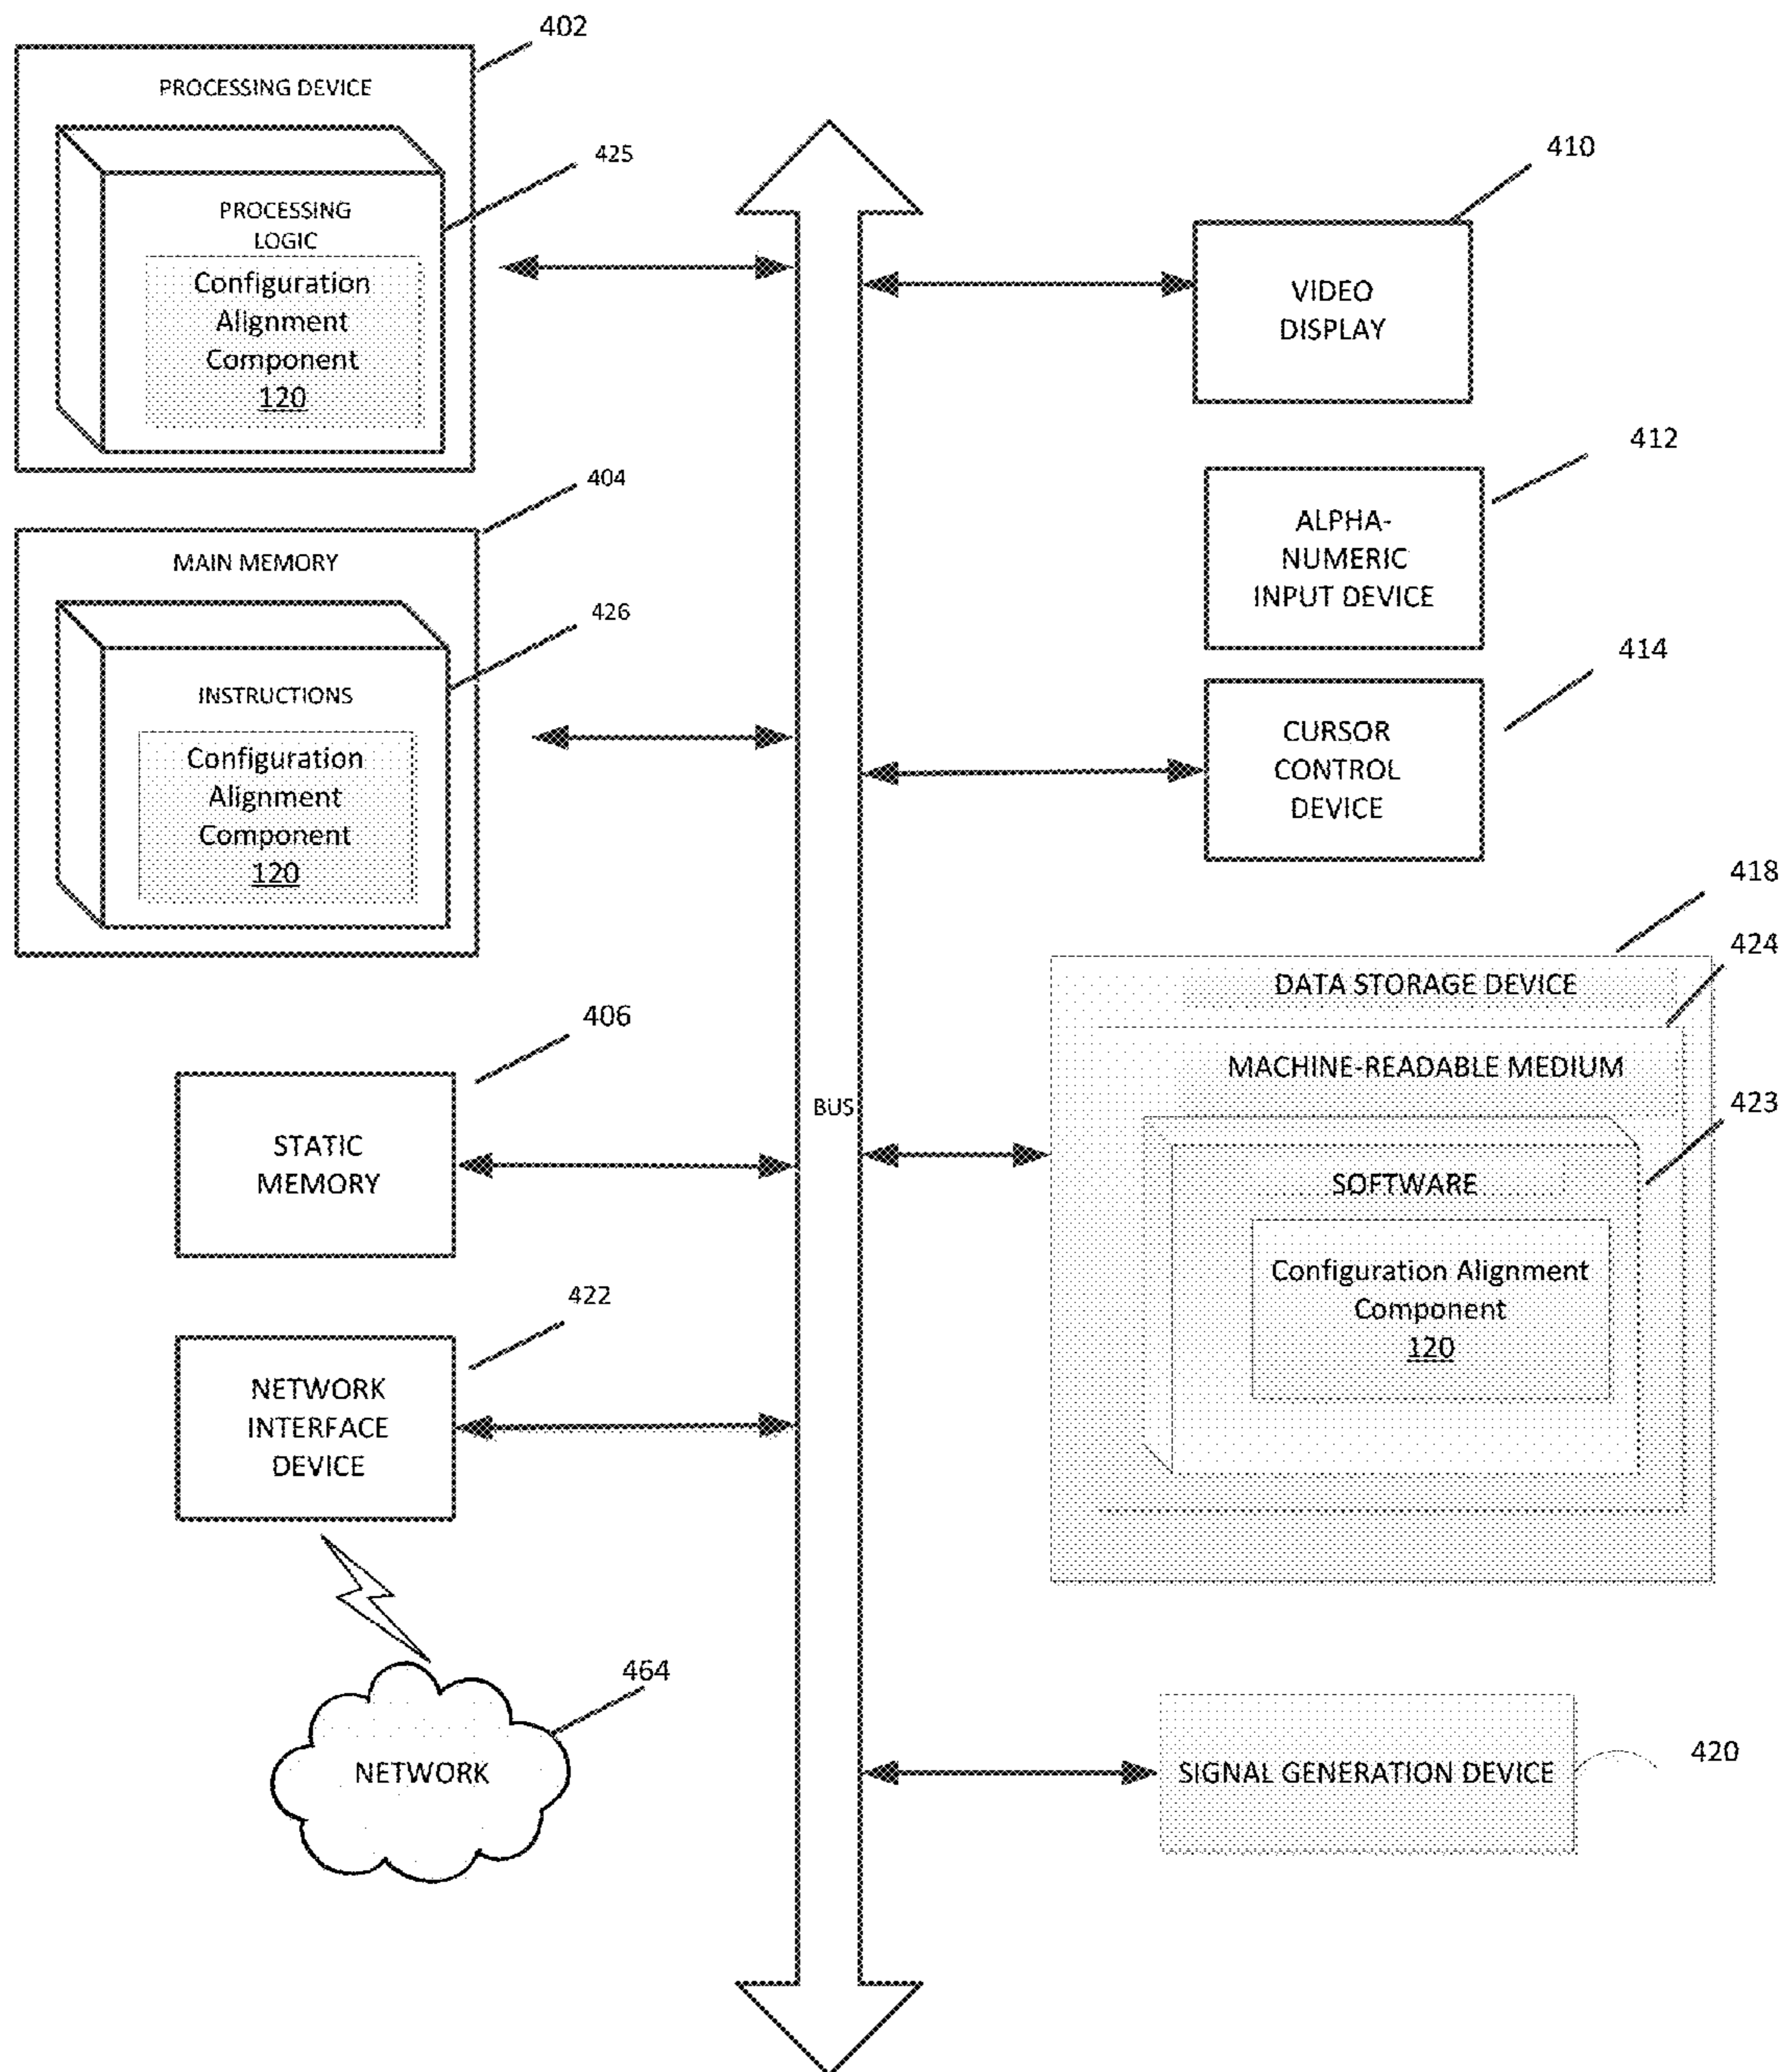 402
PROCESSING DEVICE
425
PROCESSING
LOGIC
Configuration
Alignment
Component
120
404
MAIN MEMORY
426
INSTRUCTIONS
Configuration
Alignment
Component
120
406
STATIC
MEMORY
422
NETWORK
INTERFACE
DEVICE
464
NETWORK
BUS
410
VIDEO
DISPLAY
412
ALPHA-
NUMERIC
INPUT DEVICE
414
CURSOR
CONTROL
DEVICE
418
424
DATA STORAGE DEVICE
MACHINE-READABLE MEDIUM
423
SOFTWARE
Configuration Alignment
Component
120
SIGNAL GENERATION DEVICE
420